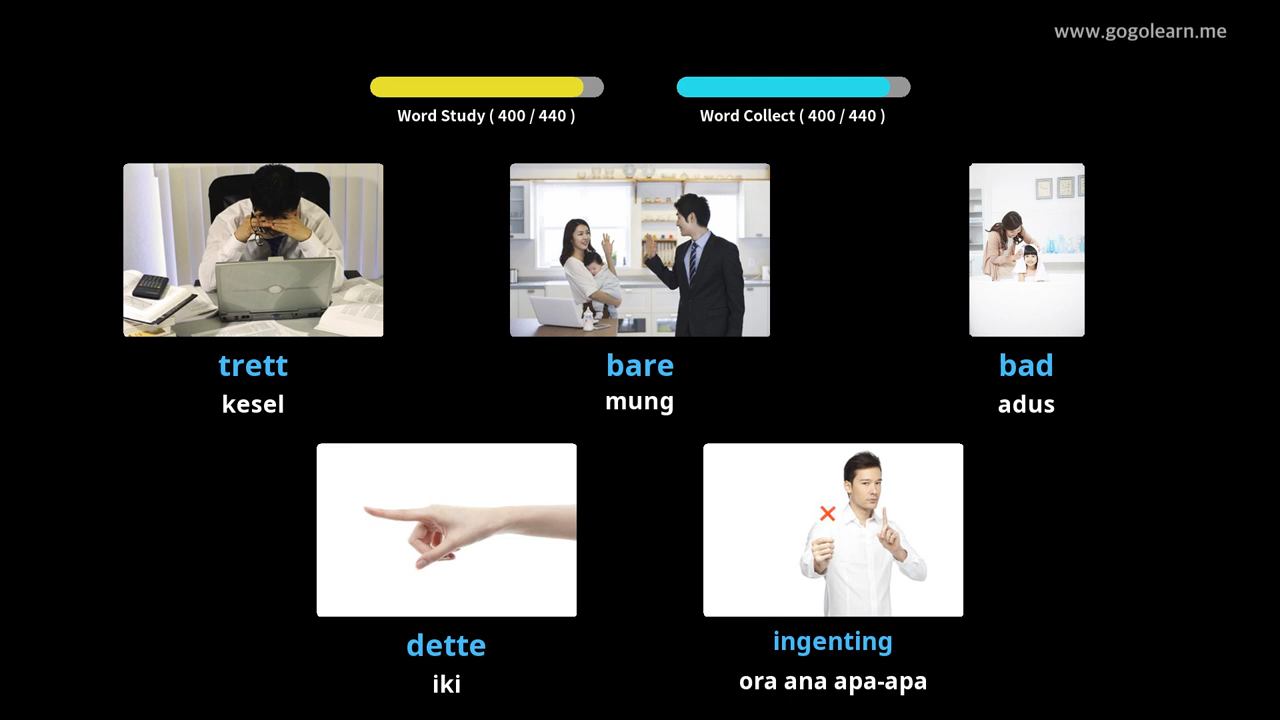 www.gogolearn.me
Word Study ( 400 / 440 )
Word Collect ( 400 / 440 )
trett
kesel
bare
mung
bad
adus
dette
iki
ingenting
ora ana apa-apa